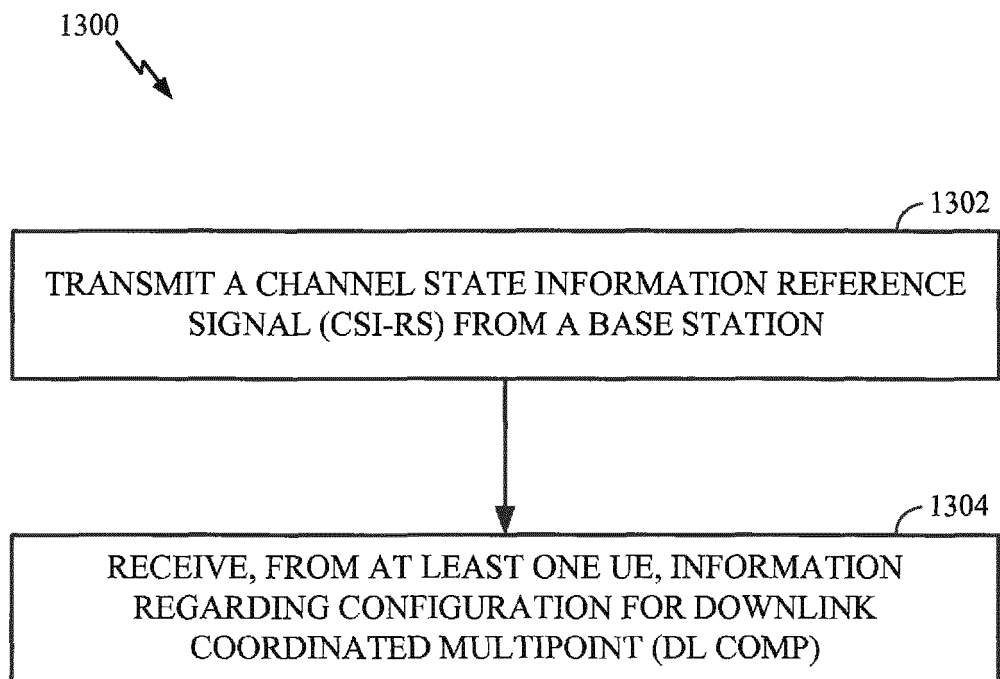 1300
1302
TRANSMIT A CHANNEL STATE INFORMATION REFERENCE
SIGNAL (CSI-RS) FROM A BASE STATION
1304
RECEIVE, FROM AT LEAST ONE UE, INFORMATION
REGARDING CONFIGURATION FOR DOWNLINK
COORDINATED MULTIPOINT (DL COMP)